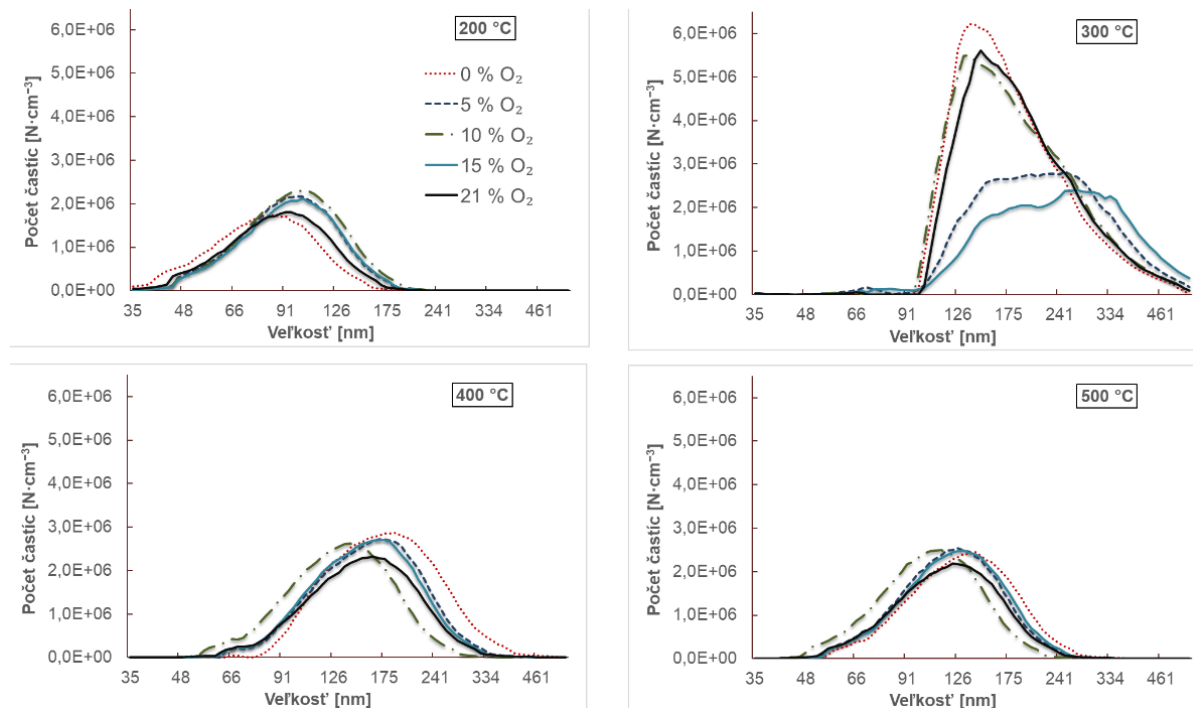 200 °C
Počet častíc [N·cm⁻³]
6,0E+06
5,0E+06
4,0E+06
3,0E+06
2,0E+06
1,0E+06
0,0E+00
0 % O₂
5 % O₂
10 % O₂
15 % O₂
21 % O₂
35 48 66 91 126 175 241 334 461
Veľkosť [nm]
300 °C
Počet častíc [N·cm⁻³]
6,0E+06
5,0E+06
4,0E+06
3,0E+06
2,0E+06
1,0E+06
0,0E+00
35 48 66 91 126 175 241 334 461
Veľkosť [nm]
400 °C
Počet častíc [N·cm⁻³]
6,0E+06
5,0E+06
4,0E+06
3,0E+06
2,0E+06
1,0E+06
0,0E+00
35 48 66 91 126 175 241 334 461
Veľkosť [nm]
500 °C
Počet častíc [N·cm⁻³]
6,0E+06
5,0E+06
4,0E+06
3,0E+06
2,0E+06
1,0E+06
0,0E+00
35 48 66 91 126 175 241 334 461
Veľkosť [nm]